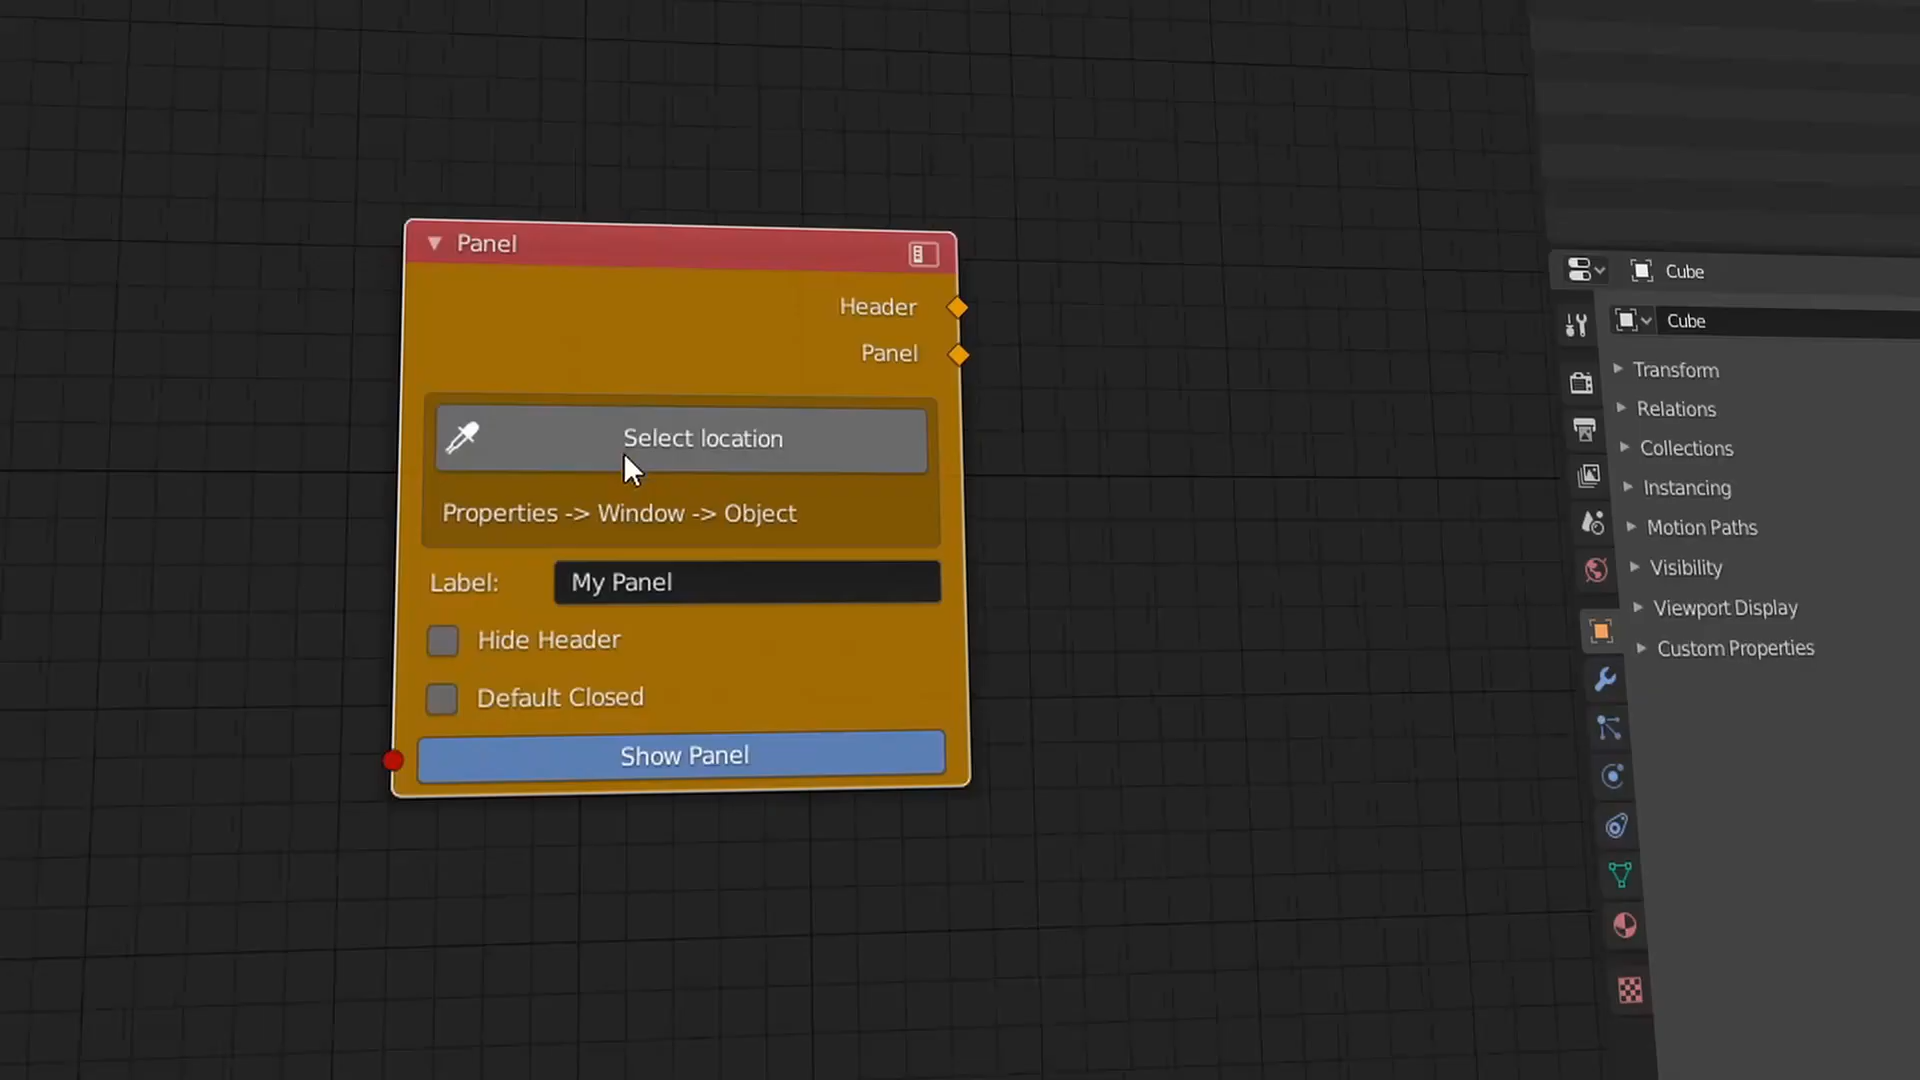 Panel
Header
Panel
Select location
Properties -> Window -> Object
Label: My Panel
Hide Header
Default Closed
Show Panel
Cube
Cube
Transform
Relations
Collections
Instancing
Motion Paths
Visibility
Viewport Display
Custom Properties